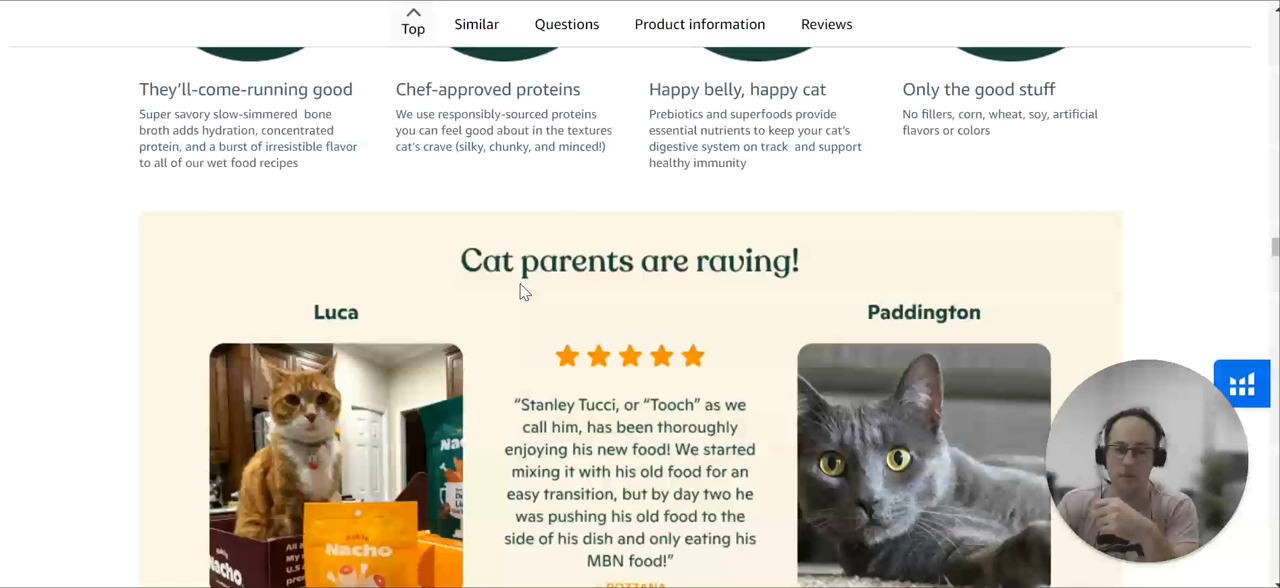 Top
Similar
Questions
Product information
Reviews
They'll-come-running good
Super savory slow-simmered bone
broth adds hydration, concentrated
protein, and a burst of irresistible flavor
to all of our wet food recipes
Chef-approved proteins
We use responsibly-sourced proteins
you can feel good about in the textures
cat's crave (silky, chunky, and minced!)
Happy belly, happy cat
Prebiotics and superfoods provide
essential nutrients to keep your cat's
digestive system on track and support
healthy immunity
Only the good stuff
No fillers, corn, wheat, soy, artificial
flavors or colors
Cat parents are raving!
Luca
Paddington
“Stanley Tucci, or “Tooch” as we
call him, has been thoroughly
enjoying his new food! We started
mixing it with his old food for an
easy transition, but by day two he
was pushing his old food to the
side of his dish and only eating his
MBN food!”
Nacho